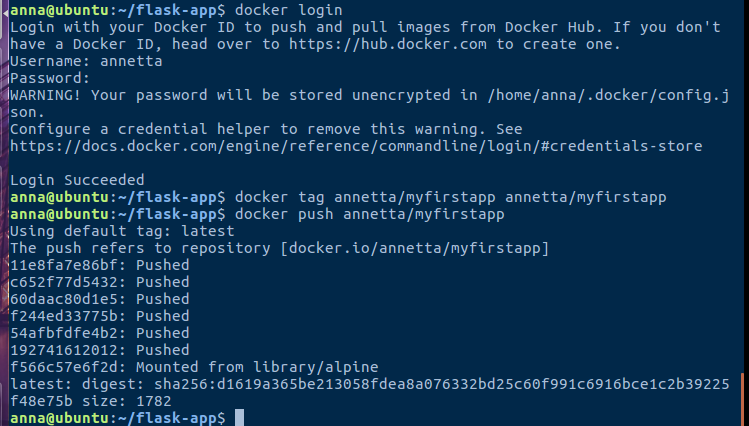 anna@ubuntu:~/flask-app$ docker login
Login with your Docker ID to push and pull images from Docker Hub. If you don't
have a Docker ID, head over to https://hub.docker.com to create one.
Username: annetta
Password:
WARNING! Your password will be stored unencrypted in /home/anna/.docker/config.j
son.
Configure a credential helper to remove this warning. See
https://docs.docker.com/engine/reference/commandline/login/#credentials-store
Login Succeeded
anna@ubuntu:~/flask-app$ docker tag annetta/myfirstapp annetta/myfirstapp
anna@ubuntu:~/flask-app$ docker push annetta/myfirstapp
Using default tag: latest
The push refers to repository [docker.io/annetta/myfirstapp]
11e8fa7e86bf: Pushed
c652f77d5432: Pushed
60daac80d1e5: Pushed
f244ed33775b: Pushed
54afbfdfe4b2: Pushed
192741612012: Pushed
f566c57e6f2d: Mounted from library/alpine
latest: digest: sha256:d1619a365be213058fdea8a076332bd25c60f991c6916bce1c2b39225
f48e75b size: 1782
anna@ubuntu:~/flask-app$